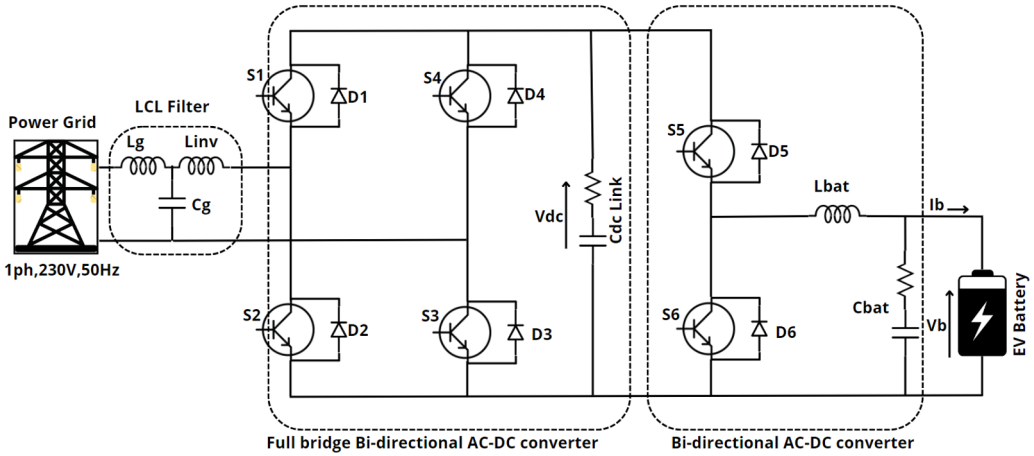 LCL Filter
Power Grid
Lg
Linv
Cg
1ph,230V,50Hz
S1
D1
S4
D4
S2
D2
S3
D3
Vdc
Cdc Link
S5
D5
S6
D6
Lbat
Ib
Cbat
Vb
EV Battery
Full bridge Bi-directional AC-DC converter
Bi-directional AC-DC converter